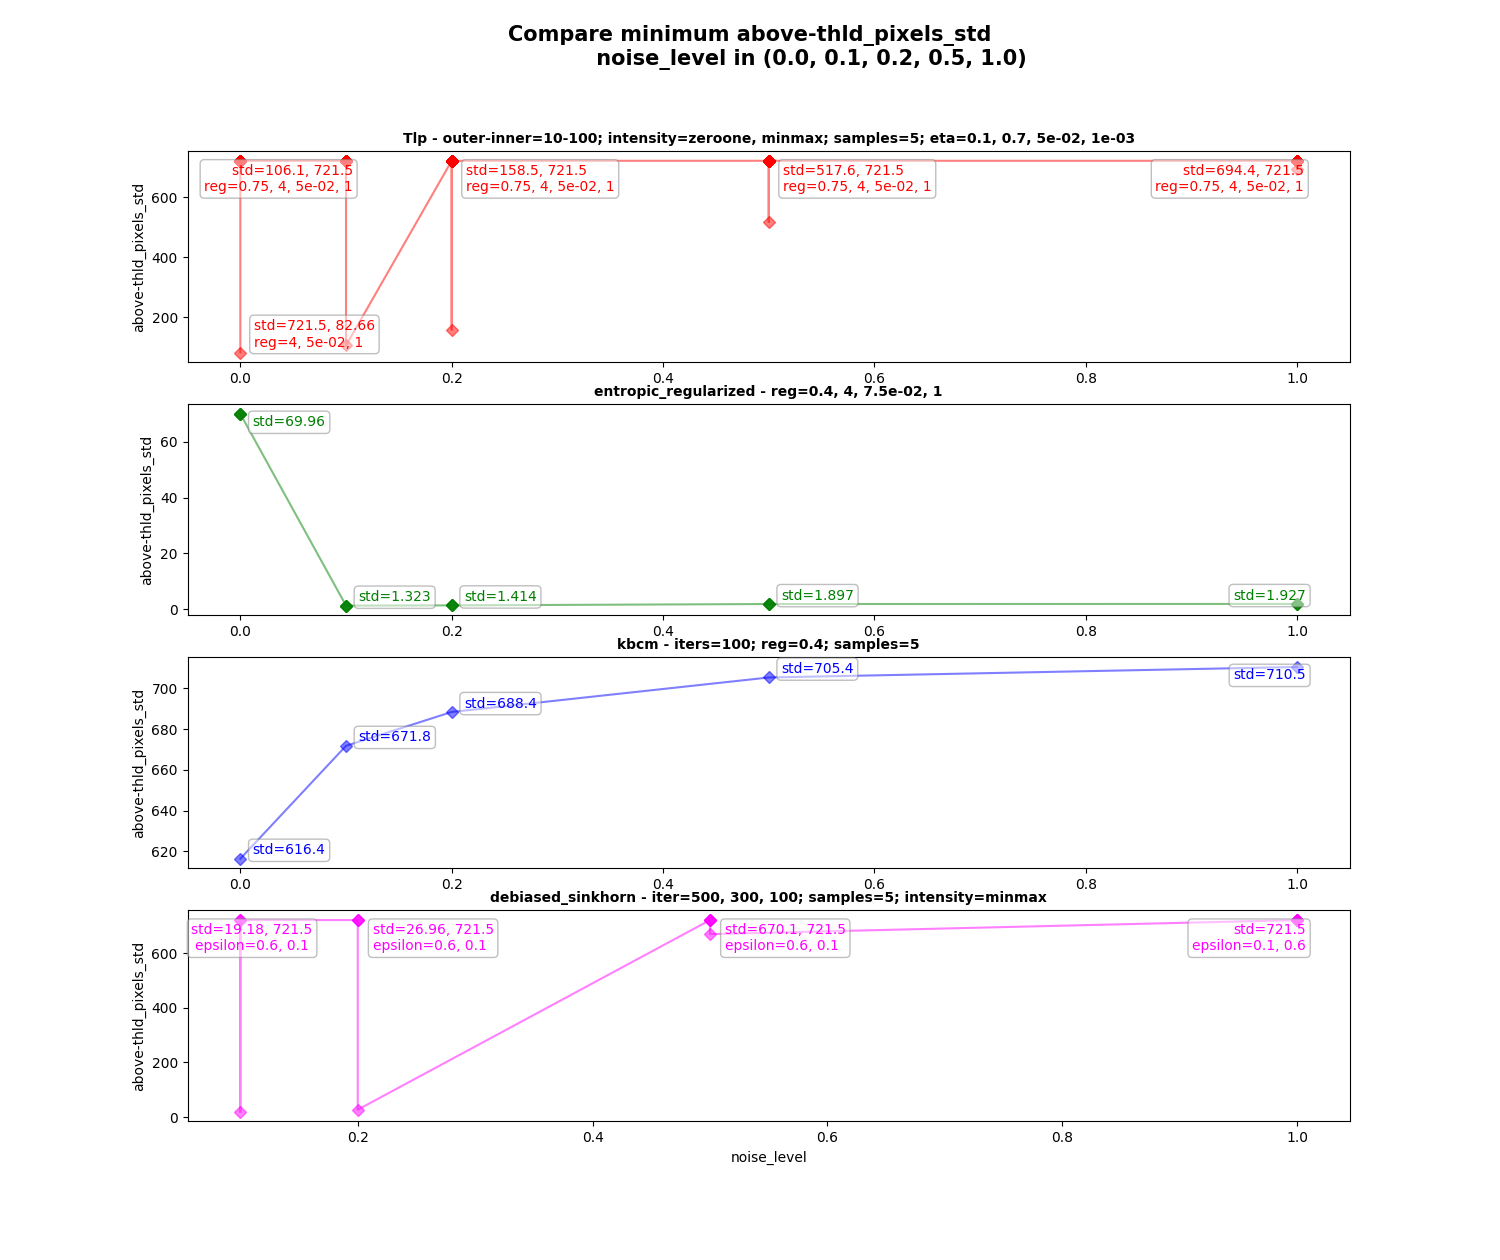 Compare minimum above-thld_pixels_std
noise_level in (0.0, 0.1, 0.2, 0.5, 1.0)
Tlp - outer-inner=10-100; intensity=zeroone, minmax; samples=5; eta=0.1, 0.7, 5e-02, 1e-03
above-thld_pixels_std
600
400
200
std=106.1, 721.5
reg=0.75, 4, 5e-02, 1
std=158.5, 721.5
reg=0.75, 4, 5e-02, 1
std=517.6, 721.5
reg=0.75, 4, 5e-02, 1
std=694.4, 721.5
reg=0.75, 4, 5e-02, 1
std=721.5, 82.66
reg=4, 5e-02, 1
0.0 0.2 0.4 0.6 0.8 1.0
entropic_regularized - reg=0.4, 4, 7.5e-02, 1
above-thld_pixels_std
60
40
20
0
std=69.96
std=1.323
std=1.414
std=1.897
std=1.927
0.0 0.2 0.4 0.6 0.8 1.0
kbcm - iters=100; reg=0.4; samples=5
above-thld_pixels_std
700
680
660
640
620
std=616.4
std=671.8
std=688.4
std=705.4
std=710.5
0.0 0.2 0.4 0.6 0.8 1.0
debiased_sinkhorn - iter=500, 300, 100; samples=5; intensity=minmax
above-thld_pixels_std
600
400
200
0
std=19.18, 721.5
epsilon=0.6, 0.1
std=26.96, 721.5
epsilon=0.6, 0.1
std=670.1, 721.5
epsilon=0.6, 0.1
std=721.5
epsilon=0.1, 0.6
0.2 0.4 0.6 0.8 1.0
noise_level